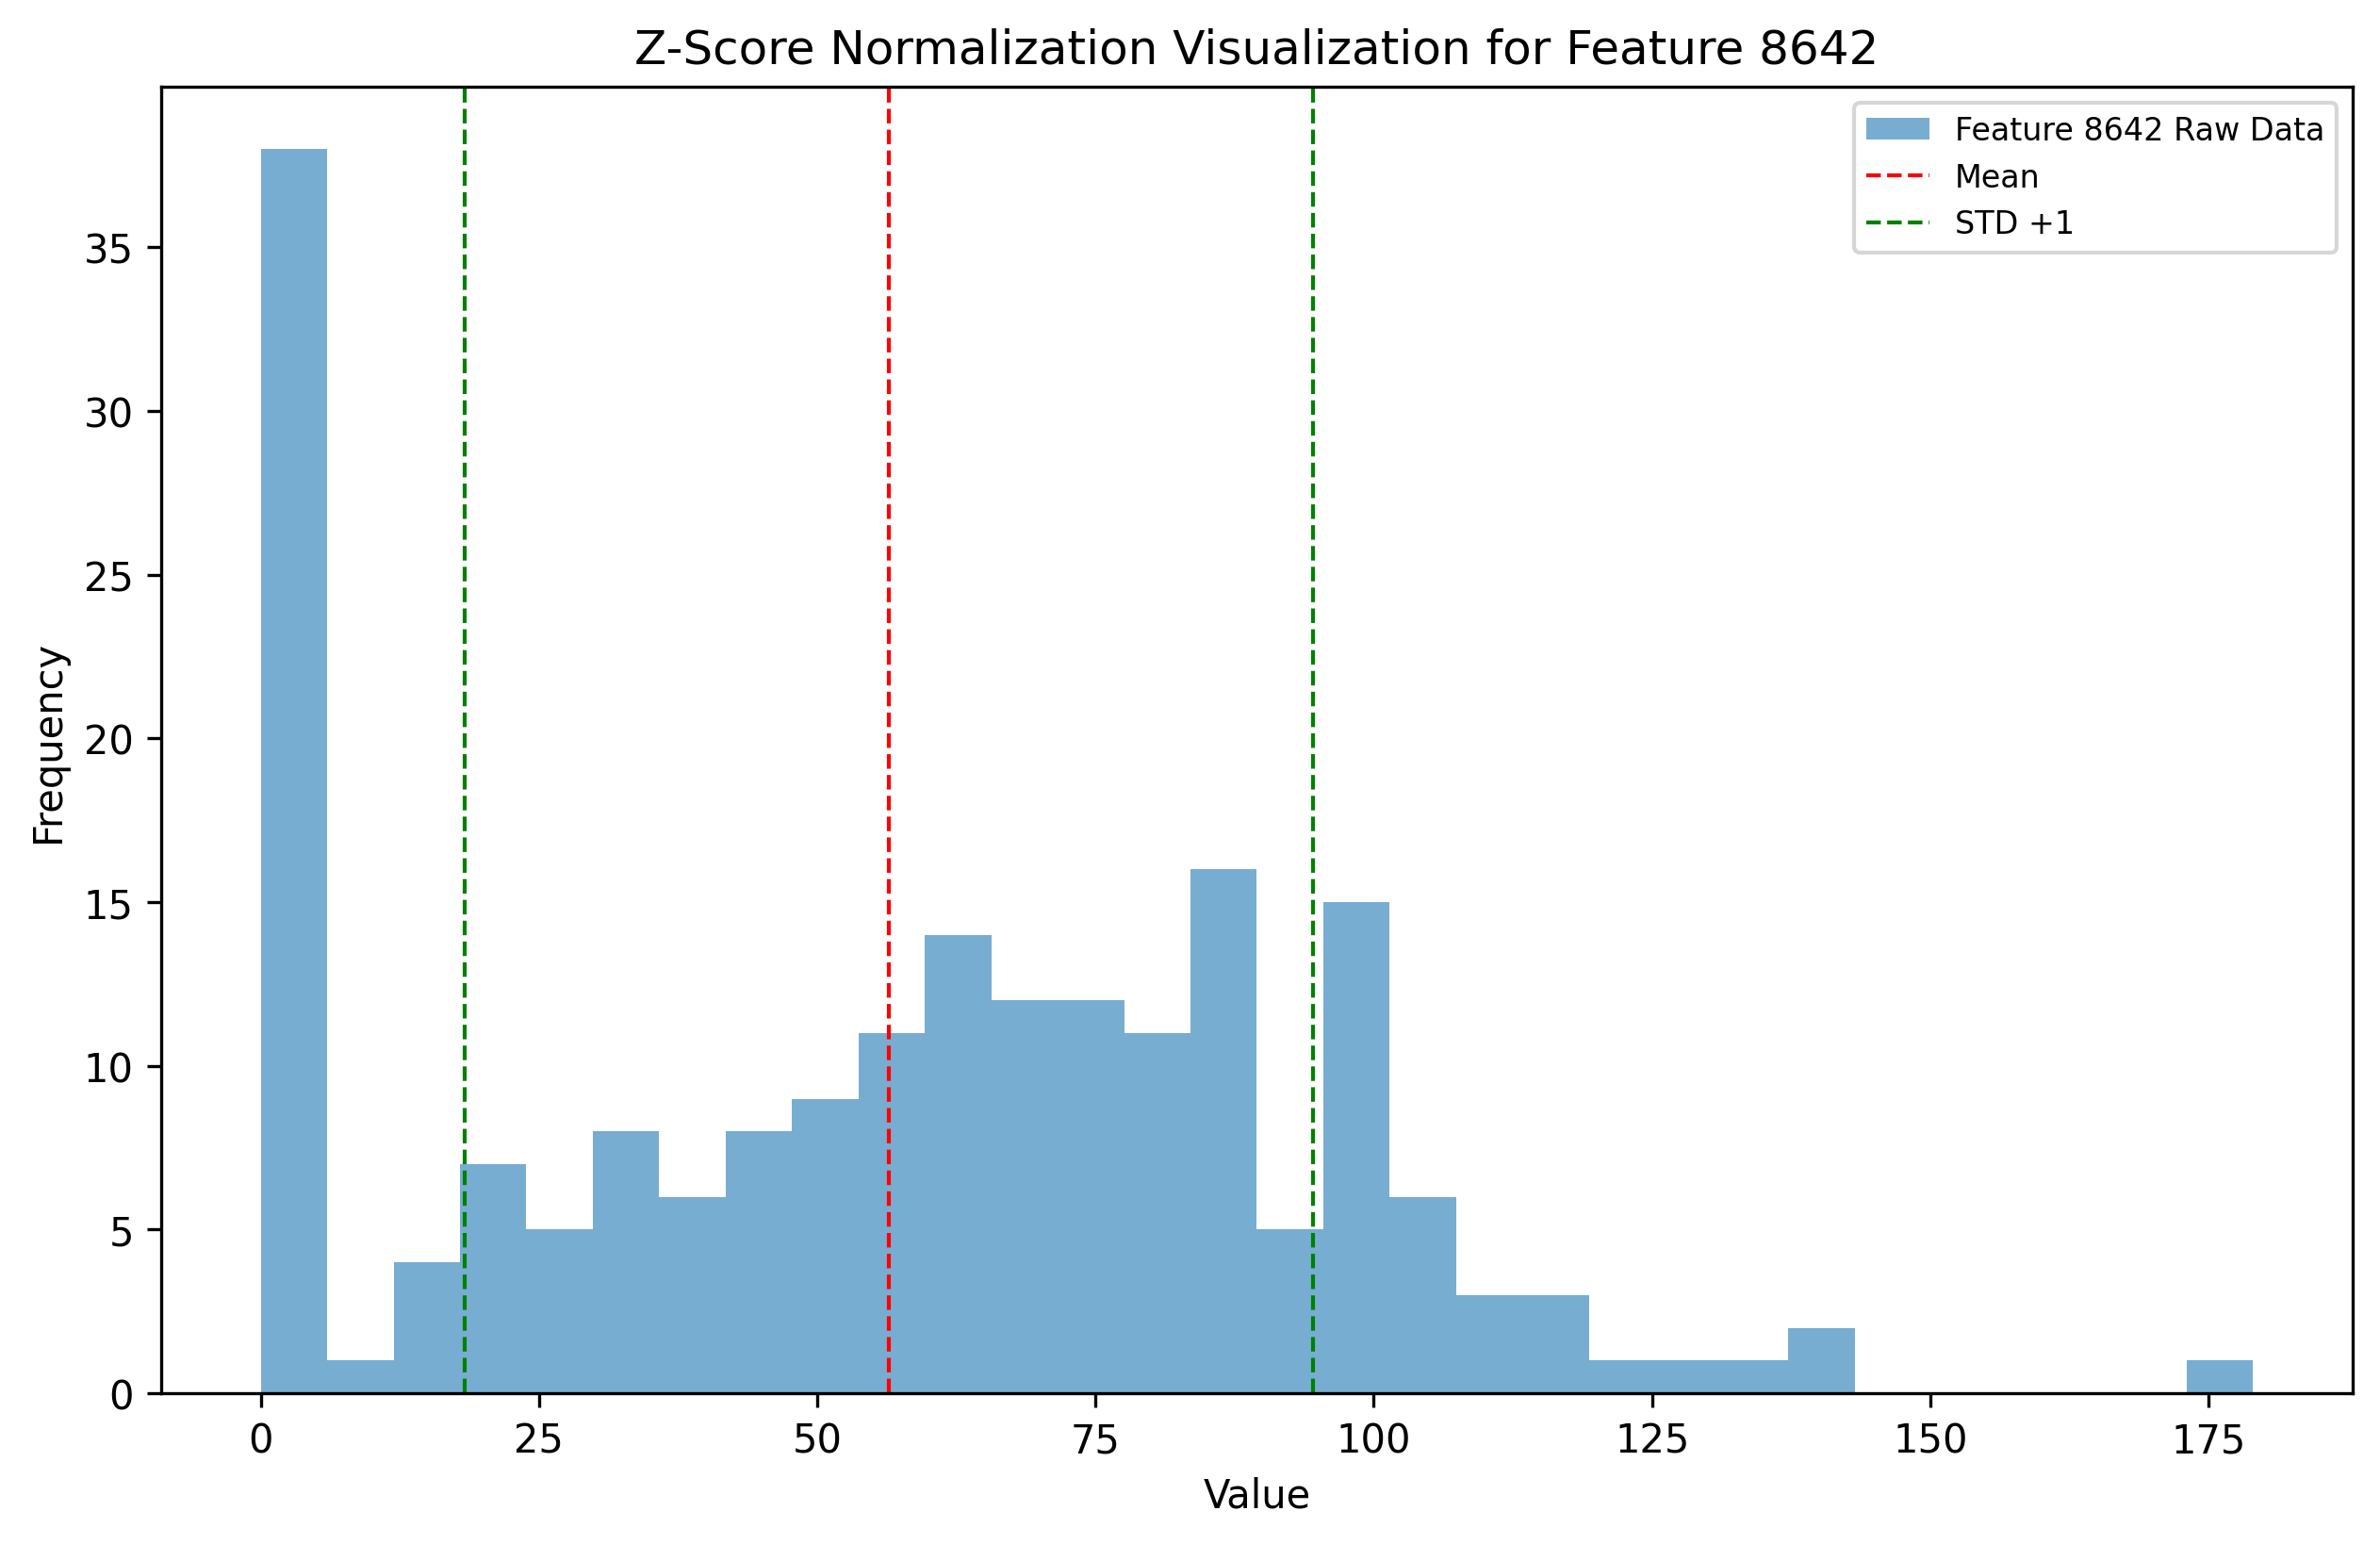 Z-Score Normalization Visualization for Feature 8642
Feature 8642 Raw Data
Mean
STD +1
35
30
25
20
15
10
5
0
Frequency
0 25 50 75 100 125 150 175
Value